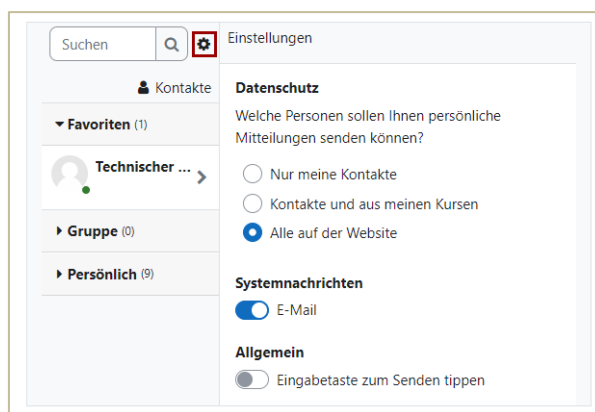 Suchen
Einstellungen
Kontakte
Favoriten (1)
Technischer ...
Gruppe (0)
Persönlich (9)
Datenschutz
Welche Personen sollen Ihnen persönliche
Mitteilungen senden können?
Nur meine Kontakte
Kontakte und aus meinen Kursen
Alle auf der Website
Systemnachrichten
E-Mail
Allgemein
Eingabetaste zum Senden tippen